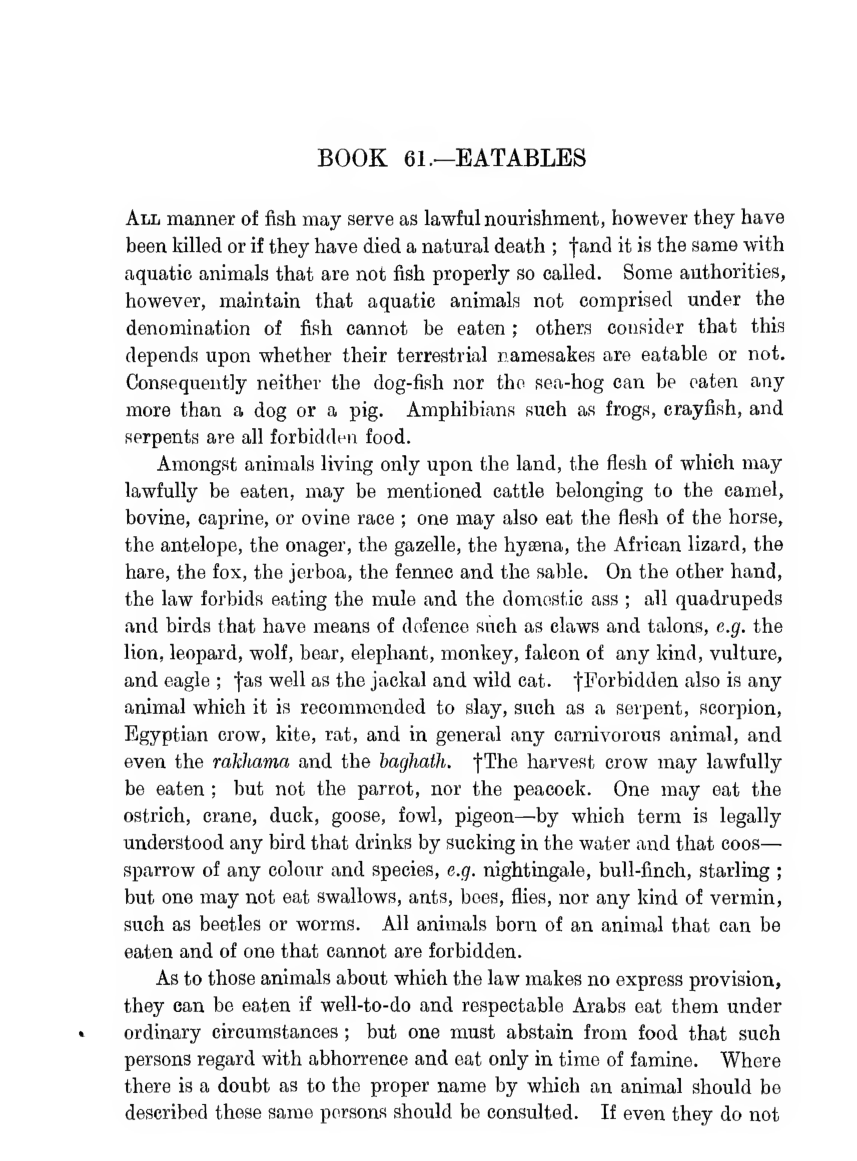 BOOK 61.—EATABLES
ALL manner of fish may serve as lawful nourishment, however they have
been killed or if they have died a natural death ; †and it is the same with
aquatic animals that are not fish properly so called. Some authorities,
however, maintain that aquatic animals not comprised under the
denomination of fish cannot be eaten ; others consider that this
depends upon whether their terrestrial namesakes are eatable or not.
Consequently neither the dog-fish nor the sea-hog can be eaten any
more than a dog or a pig. Amphibians such as frogs, crayfish, and
serpents are all forbidden food.
Amongst animals living only upon the land, the flesh of which may
lawfully be eaten, may be mentioned cattle belonging to the camel,
bovine, caprine, or ovine race ; one may also eat the flesh of the horse,
the antelope, the onager, the gazelle, the hyæna, the African lizard, the
hare, the fox, the jerboa, the fennec and the sable. On the other hand,
the law forbids eating the mule and the domestic ass ; all quadrupeds
and birds that have means of defence such as claws and talons, e.g. the
lion, leopard, wolf, bear, elephant, monkey, falcon of any kind, vulture,
and eagle ; †as well as the jackal and wild cat. †Forbidden also is any
animal which it is recommended to slay, such as a serpent, scorpion,
Egyptian crow, kite, rat, and in general any carnivorous animal, and
even the rakhama and the baghath. †The harvest crow may lawfully
be eaten ; but not the parrot, nor the peacock. One may eat the
ostrich, crane, duck, goose, fowl, pigeon—by which term is legally
understood any bird that drinks by sucking in the water and that coos—
sparrow of any colour and species, e.g. nightingale, bull-finch, starling ;
but one may not eat swallows, ants, bees, flies, nor any kind of vermin,
such as beetles or worms. All animals born of an animal that can be
eaten and of one that cannot are forbidden.
As to those animals about which the law makes no express provision,
they can be eaten if well-to-do and respectable Arabs eat them under
ordinary circumstances ; but one must abstain from food that such
persons regard with abhorrence and eat only in time of famine. Where
there is a doubt as to the proper name by which an animal should be
described these same persons should be consulted. If even they do not